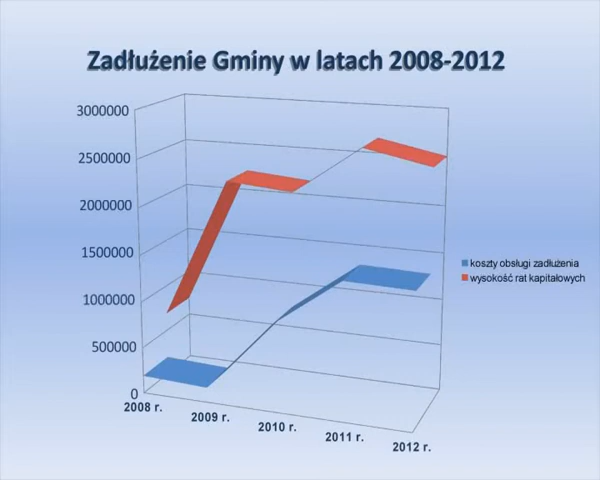 Zadłużenie Gminy w latach 2008-2012
3000000
2500000
2000000
1500000
1000000
500000
0
2008 r.
2009 r.
2010 r.
2011 r.
2012 r.
koszty obsługi zadłużenia
wysokość rat kapitałowych